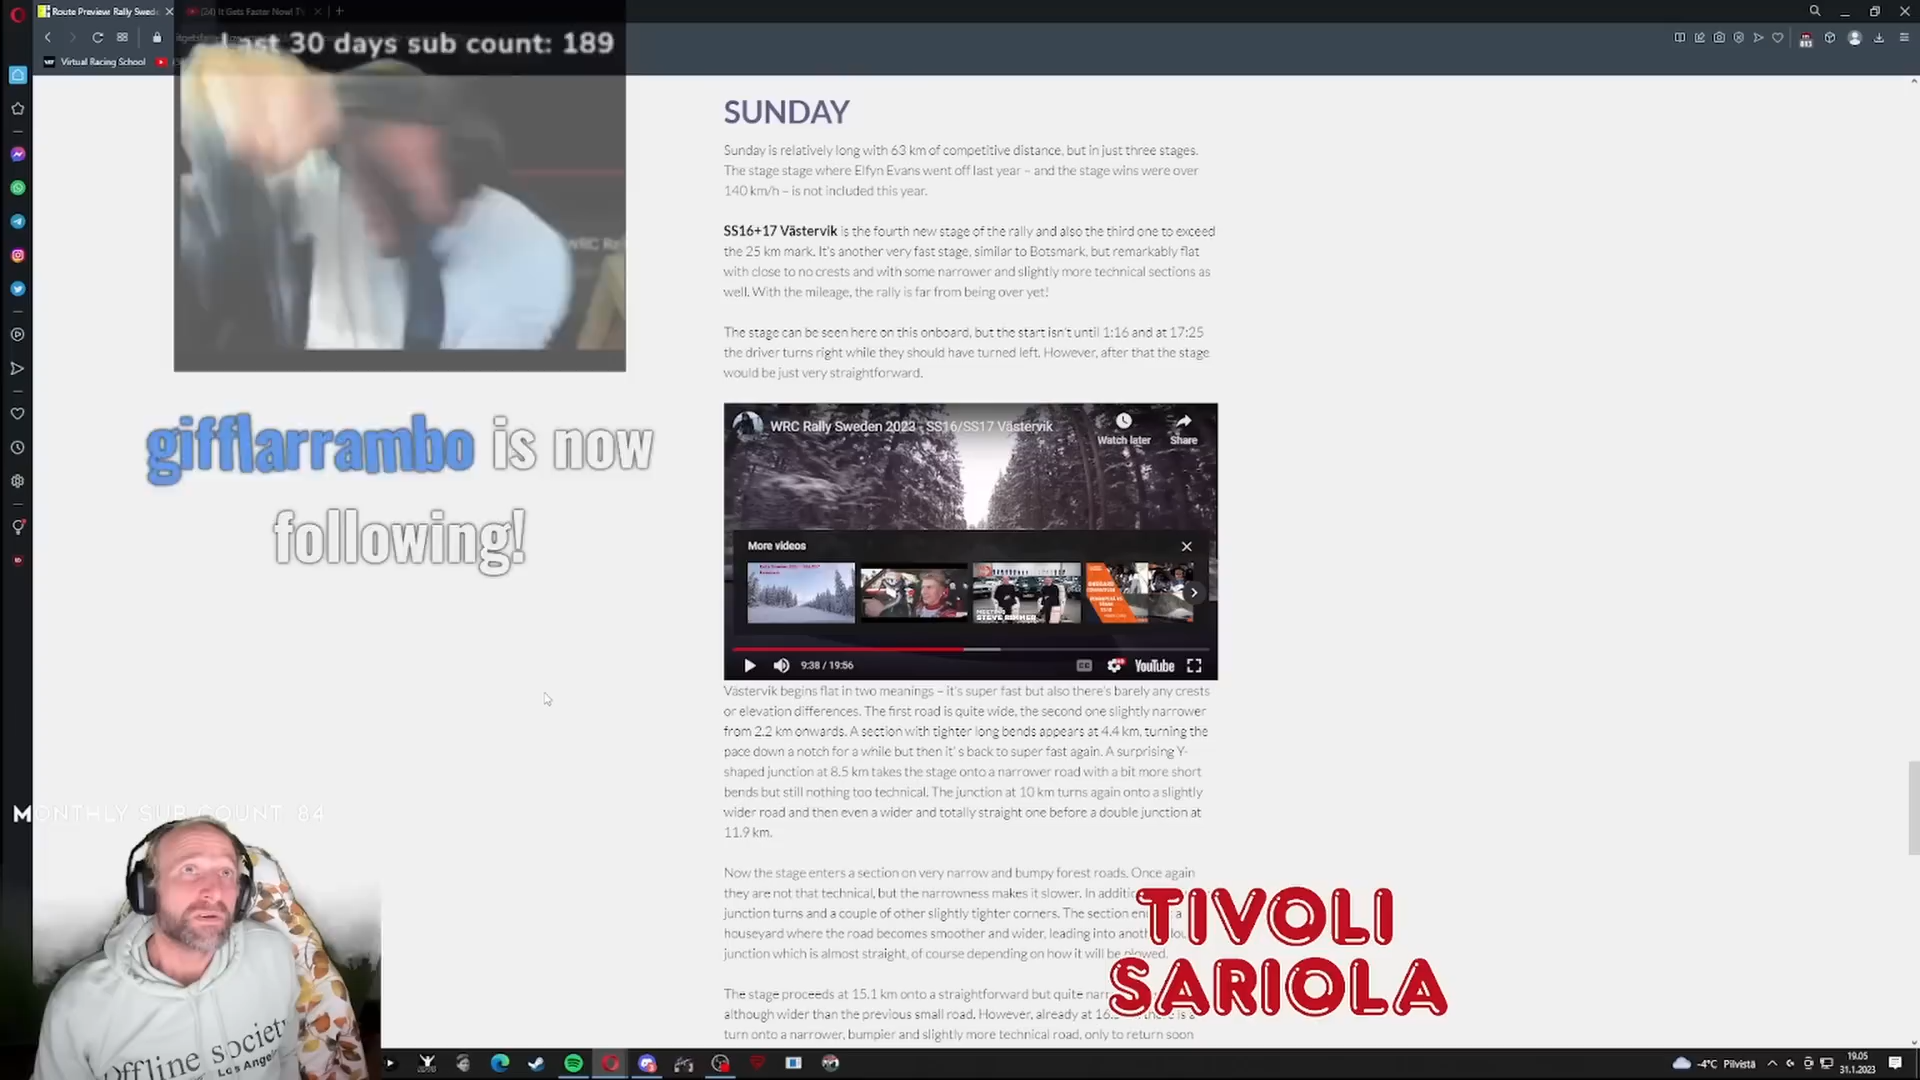 Route Preview: Rally Swed
(24) It Gets Faster Now! T
Last 30 days sub count: 189
Virtual Racing School
SUNDAY
Sunday is relatively long with 63 km of competitive distance, but in just three stages.
The stage stage where Elfyn Evans went off last year – and the stage wins were over
140 km/h – is not included this year.
SS16+17 Västervik is the fourth new stage of the rally and also the third one to exceed
the 25 km mark. It's another very fast stage, similar to Botsmark, but remarkably flat
with close to no crests and with some narrower and slightly more technical sections as
well. With the mileage, the rally is far from being over yet!
The stage can be seen here on this onboard, but the start isn't until 1:16 and at 17:25
the driver turns right while they should have turned left. However, after that the stage
would be just very straightforward.
gifflarrambo is now
following!
WRC Rally Sweden 2023 - SS16/SS17 Västervik
Watch later
Share
More videos
MEETING
STEVE RIMMER
9:38 / 19:56
CC
YouTube
Västervik begins flat in two meanings – it's super fast but also there's barely any crests
or elevation differences. The first road is quite wide, the second one slightly narrower
from 2.2 km onwards. A section with tighter long bends appears at 4.4 km, turning the
pace down a notch for a while but then it' s back to super fast again. A surprising Y-
shaped junction at 8.5 km takes the stage onto a narrower road with a bit more short
bends but still nothing too technical. The junction at 10 km turns again onto a slightly
wider road and then even a wider and totally straight one before a double junction at
11.9 km.
Now the stage enters a section on very narrow and bumpy forest roads. Once again
they are not that technical, but the narrowness makes it slower. In additi
junction turns and a couple of other slightly tighter corners. The section en a
houseyard where the road becomes smoother and wider, leading into anoth
junction which is almost straight, of course depending on how it will be plowed.
The stage proceeds at 15.1 km onto a straightforward but quite narr
although wider than the previous small road. However, already at 16. there is a
turn onto a narrower, bumpier and slightly more technical road, only to return soon
MONTHLY SUB COUNT: 84
TIVOLI
SARIOLA
offline society
Los Angel
-4°C Pilvistä
19.05
31.1.2023